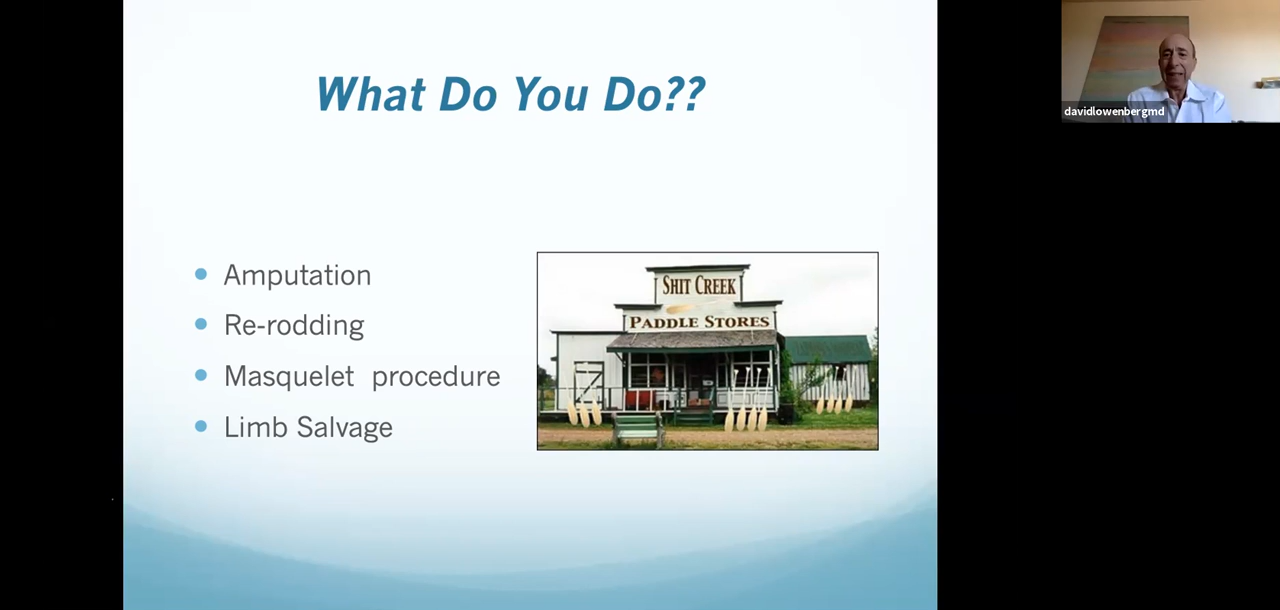 What Do You Do??
Amputation
Re-rodding
Masquelet procedure
Limb Salvage
SHIT CREEK
PADDLE STORES
davidlowenbergmd